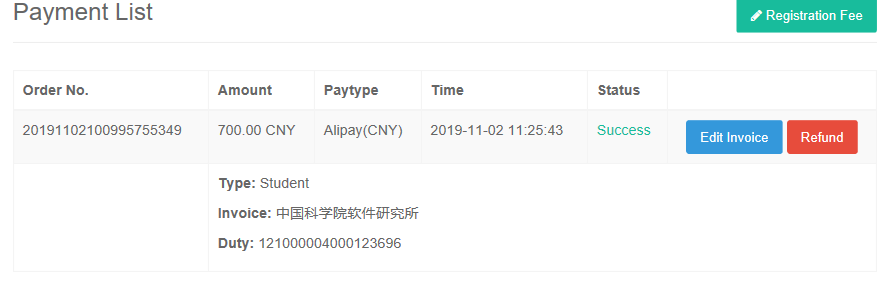 Payment List
Registration Fee
Order No. Amount Paytype Time Status
20191102100995755349 700.00 CNY Alipay(CNY) 2019-11-02 11:25:43 Success Edit Invoice Refund
Type: Student
Invoice: 中国科学院软件研究所
Duty: 121000004000123696